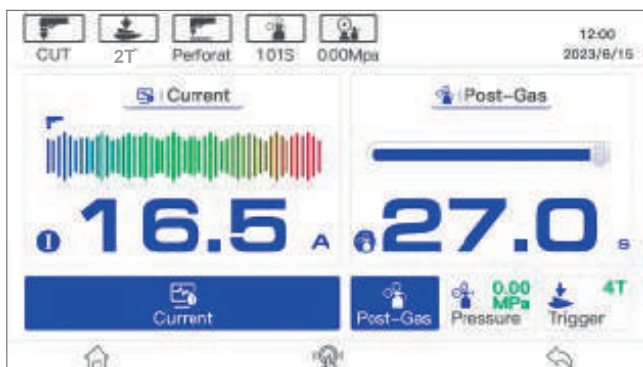 CUT 2T Perforat 101S 0.00Mpa
12:00
2023/6/15
Current
Post-Gas
16.5 A
27.0 s
Current
Post-Gas
0.00 MPa
Pressure
4T
Trigger